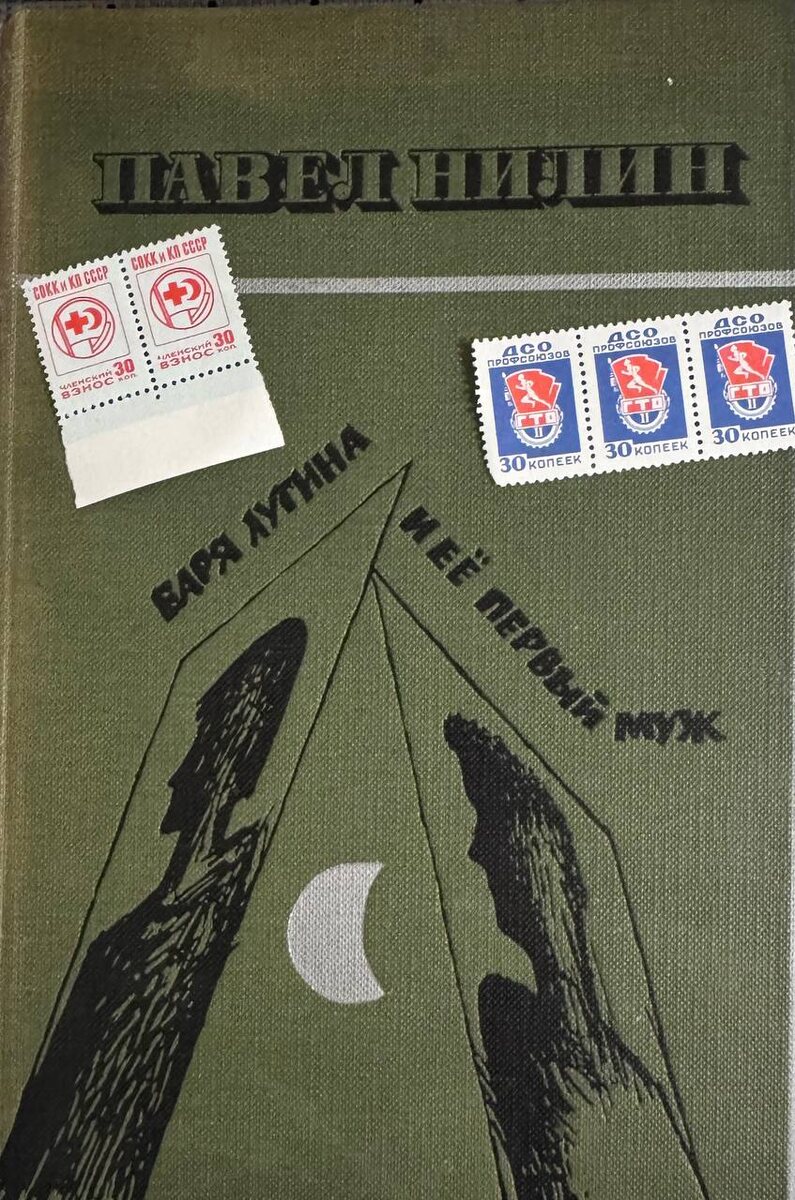 ПАВЕЛ НИЛИН
СОКК и КП СССР
ЧЛЕНСКИЙ 30
ВЗНОС коп.
СОКК и КП СССР
ЧЛЕНСКИЙ 30
ВЗНОС коп.
ДСО
ПРОФСОЮЗОВ
ГТО
30 КОПЕЕК
ДСО
ПРОФСОЮЗОВ
ГТО
30 КОПЕЕК
ДСО
ПРОФСОЮЗОВ
ГТО
30 КОПЕЕК
ВАРЯ ЛУГИНА
И ЕЁ ПЕРВЫЙ МУЖ